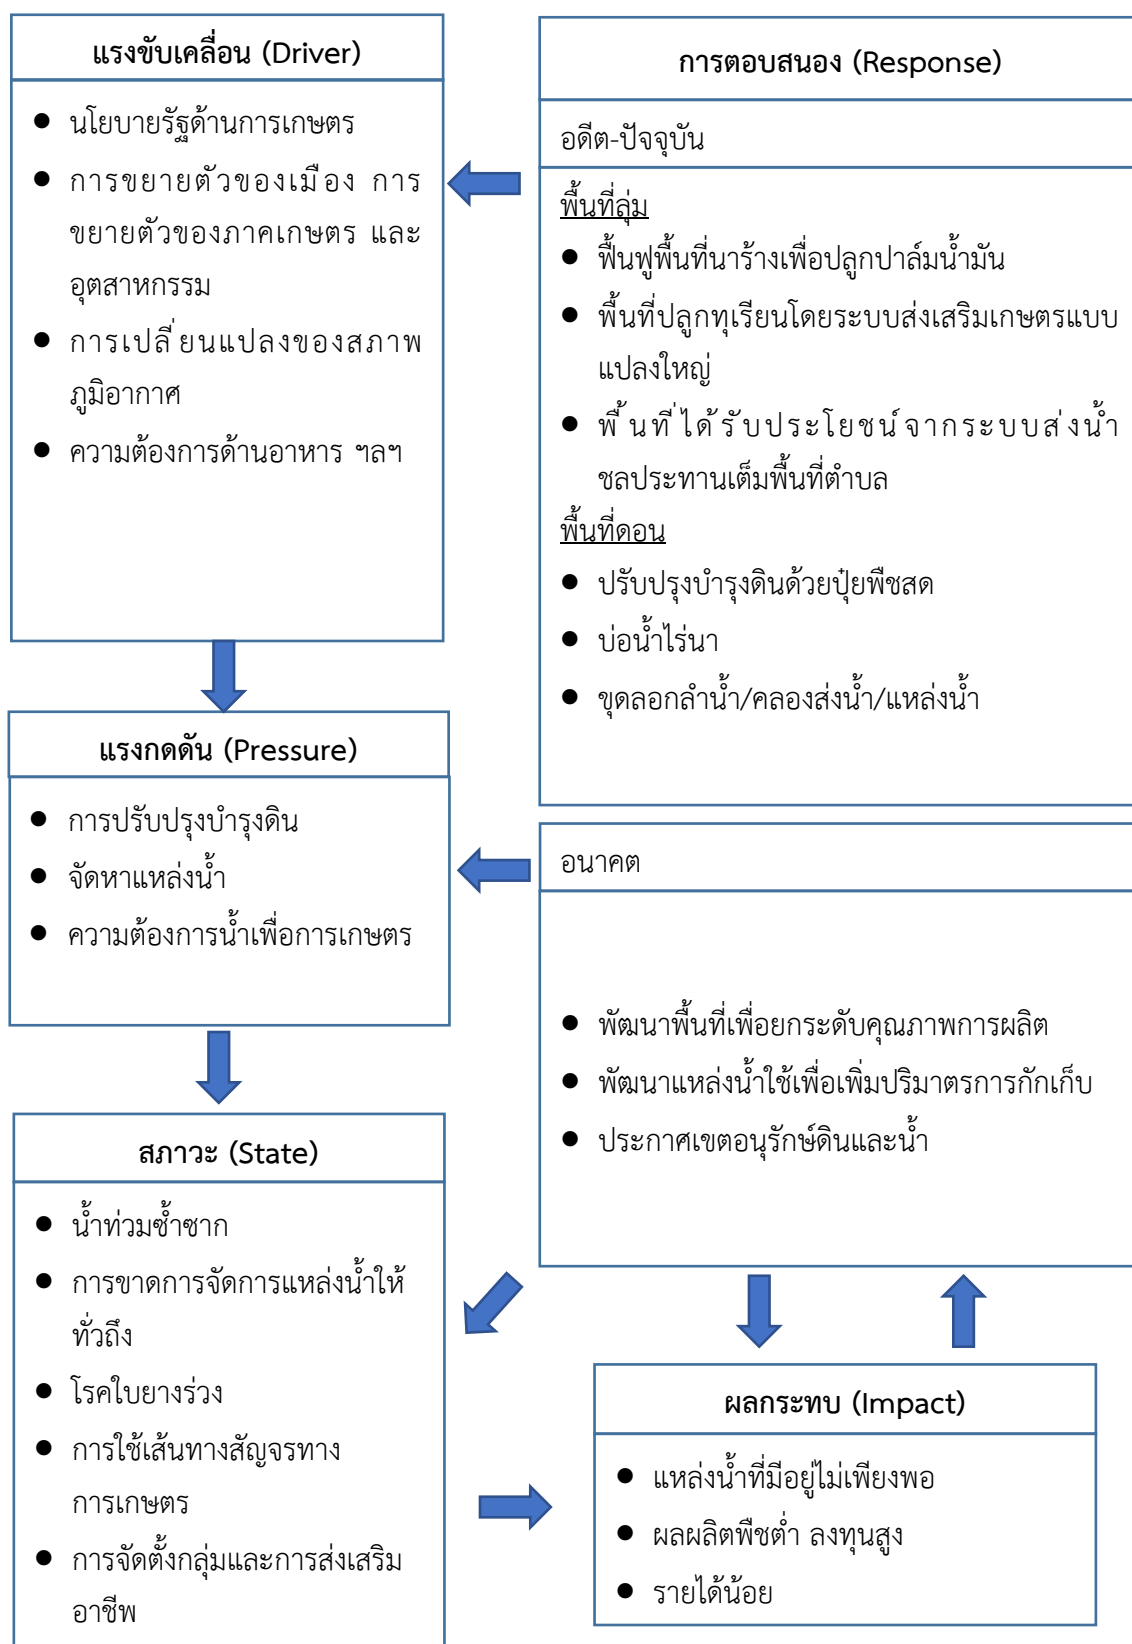 แรงขับเคลื่อน (Driver)
● นโยบายรัฐด้านการเกษตร
● การขยายตัวของเมือง การ
ขยายตัวของภาคเกษตร และ
อุตสาหกรรม
● การเปลี่ยนแปลงของสภาพ
ภูมิอากาศ
● ความต้องการด้านอาหาร ฯลฯ
แรงกดดัน (Pressure)
● การปรับปรุงบำรุงดิน
● จัดหาแหล่งน้ำ
● ความต้องการน้ำเพื่อการเกษตร
สภาวะ (State)
● น้ำท่วมซ้ำซาก
● การขาดการจัดการแหล่งน้ำให้
ทั่วถึง
● โรคใบยางร่วง
● การใช้เส้นทางสัญจรทาง
การเกษตร
● การจัดตั้งกลุ่มและการส่งเสริม
อาชีพ
การตอบสนอง (Response)
อดีต-ปัจจุบัน
พื้นที่ลุ่ม
● ฟื้นฟูพื้นที่นาร้างเพื่อปลูกปาล์มน้ำมัน
● พื้นที่ปลูกทุเรียนโดยระบบส่งเสริมเกษตรแบบ
แปลงใหญ่
● พื้นที่ได้รับประโยชน์จากระบบส่งน้ำ
ชลประทานเต็มพื้นที่ตำบล
พื้นที่ดอน
● ปรับปรุงบำรุงดินด้วยปุ๋ยพืชสด
● บ่อน้ำไร่นา
● ขุดลอกลำน้ำ/คลองส่งน้ำ/แหล่งน้ำ
อนาคต
● พัฒนาพื้นที่เพื่อยกระดับคุณภาพการผลิต
● พัฒนาแหล่งน้ำใช้เพื่อเพิ่มปริมาตรการกักเก็บ
● ประกาศเขตอนุรักษ์ดินและน้ำ
ผลกระทบ (Impact)
● แหล่งน้ำที่มีอยู่ไม่เพียงพอ
● ผลผลิตพืชต่ำ ลงทุนสูง
● รายได้น้อย